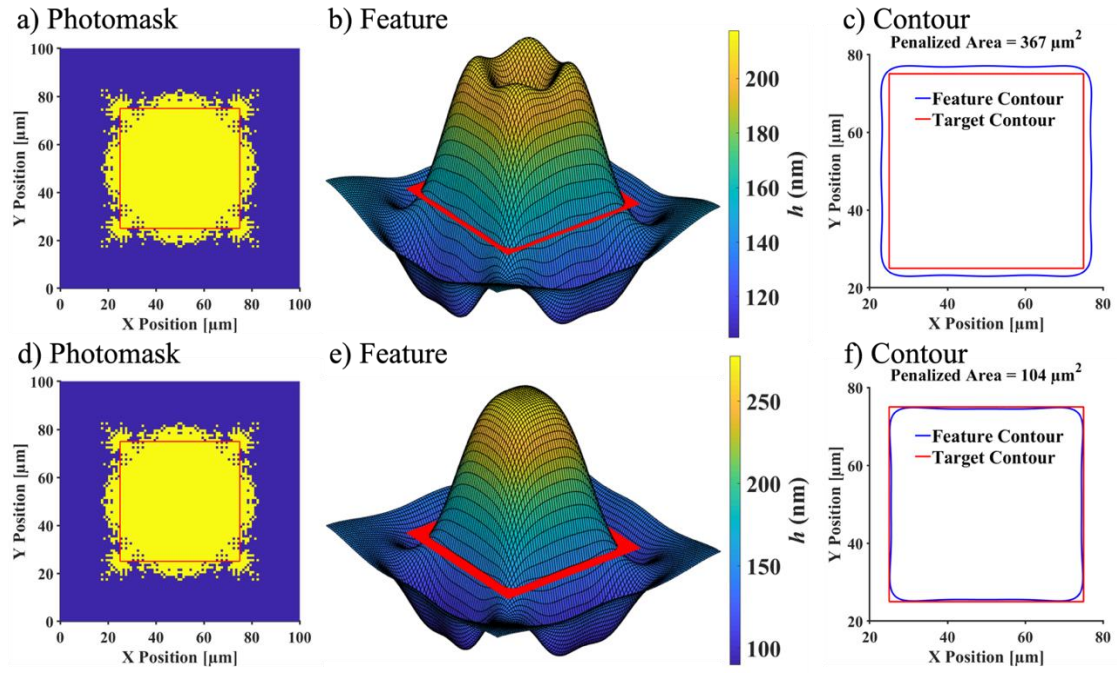 a) Photomask
b) Feature
c) Contour
Penalized Area = 367 µm²
100
80
60
40
20
0
Y Position [µm]
0 20 40 60 80 100
X Position [µm]
200
180
160
140
120
h (nm)
80
60
40
20
Y Position [µm]
Feature Contour
Target Contour
20 40 60 80
X Position [µm]
d) Photomask
e) Feature
f) Contour
Penalized Area = 104 µm²
100
80
60
40
20
0
Y Position [µm]
0 20 40 60 80 100
X Position [µm]
250
200
150
100
h (nm)
80
60
40
20
Y Position [µm]
Feature Contour
Target Contour
20 40 60 80
X Position [µm]